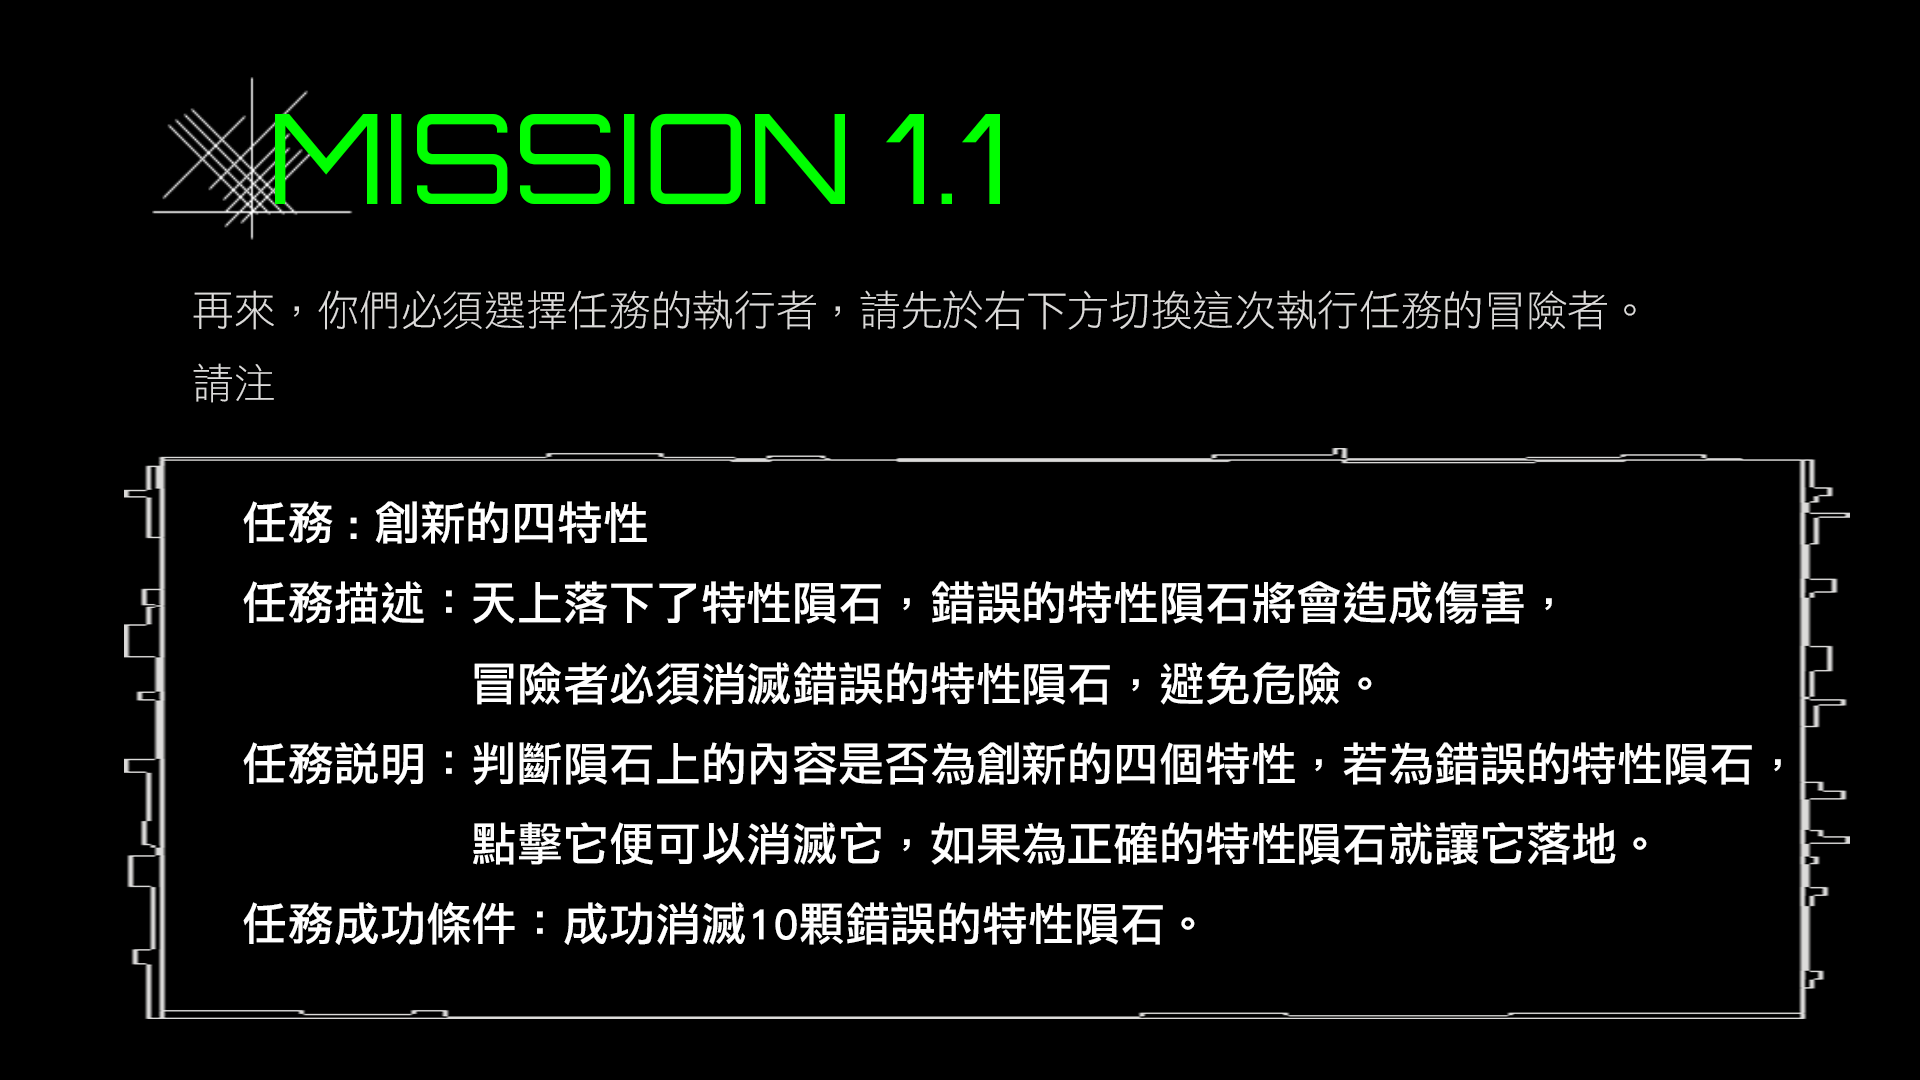 MISSION 1.1
再來，你們必須選擇任務的執行者，請先於右下方切換這次執行任務的冒險者。
請注
任務：創新的四特性
任務描述：天上落下了特性隕石，錯誤的特性隕石將會造成傷害，
冒險者必須消滅錯誤的特性隕石，避免危險。
任務説明：判斷隕石上的內容是否為創新的四個特性，若為錯誤的特性隕石，
點擊它便可以消滅它，如果為正確的特性隕石就讓它落地。
任務成功條件：成功消滅10顆錯誤的特性隕石。